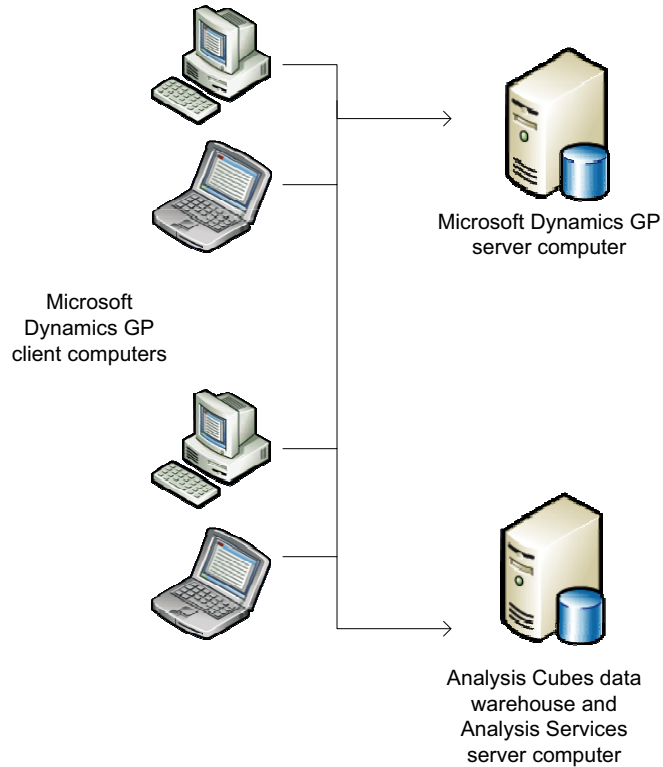 Microsoft Dynamics GP
server computer
Microsoft
Dynamics GP
client computers
Analysis Cubes data
warehouse and
Analysis Services
server computer